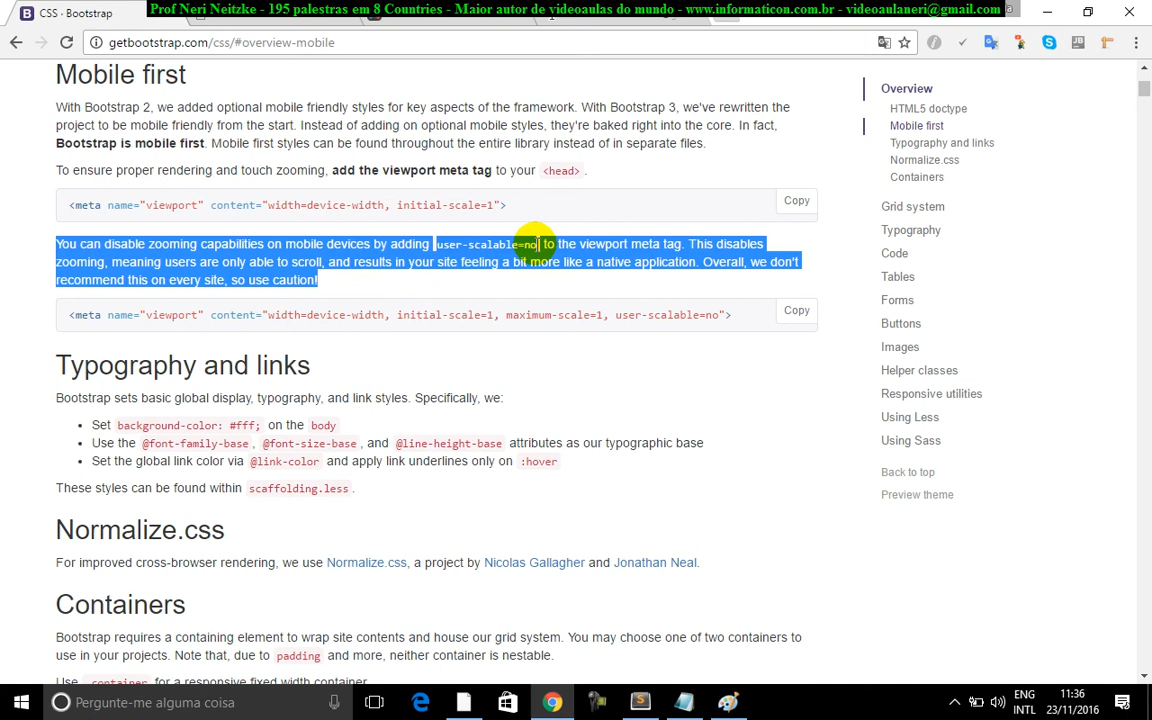 CSS · Bootstrap
Prof Neri Neitzke - 195 palestras em 8 Countries - Maior autor de videoaulas do mundo - www.informaticon.com.br - videoaulaneri@gmail.com
getbootstrap.com/css/#overview-mobile
Mobile first
With Bootstrap 2, we added optional mobile friendly styles for key aspects of the framework. With Bootstrap 3, we've rewritten the
project to be mobile friendly from the start. Instead of adding on optional mobile styles, they're baked right into the core. In fact,
Bootstrap is mobile first. Mobile first styles can be found throughout the entire library instead of in separate files.
To ensure proper rendering and touch zooming, add the viewport meta tag to your <head>.
<meta name="viewport" content="width=device-width, initial-scale=1">
Copy
You can disable zooming capabilities on mobile devices by adding user-scalable=no to the viewport meta tag. This disables
zooming, meaning users are only able to scroll, and results in your site feeling a bit more like a native application. Overall, we don't
recommend this on every site, so use caution!
<meta name="viewport" content="width=device-width, initial-scale=1, maximum-scale=1, user-scalable=no">
Copy
Typography and links
Bootstrap sets basic global display, typography, and link styles. Specifically, we:
• Set background-color: #fff; on the body
• Use the @font-family-base, @font-size-base, and @line-height-base attributes as our typographic base
• Set the global link color via @link-color and apply link underlines only on :hover
These styles can be found within scaffolding.less.
Normalize.css
For improved cross-browser rendering, we use Normalize.css, a project by Nicolas Gallagher and Jonathan Neal.
Containers
Bootstrap requires a containing element to wrap site contents and house our grid system. You may choose one of two containers to
use in your projects. Note that, due to padding and more, neither container is nestable.
Use .container for a responsive fixed width container.
Overview
HTML5 doctype
Mobile first
Typography and links
Normalize.css
Containers
Grid system
Typography
Code
Tables
Forms
Buttons
Images
Helper classes
Responsive utilities
Using Less
Using Sass
Back to top
Preview theme
Pergunte-me alguma coisa
ENG
INTL
11:36
23/11/2016